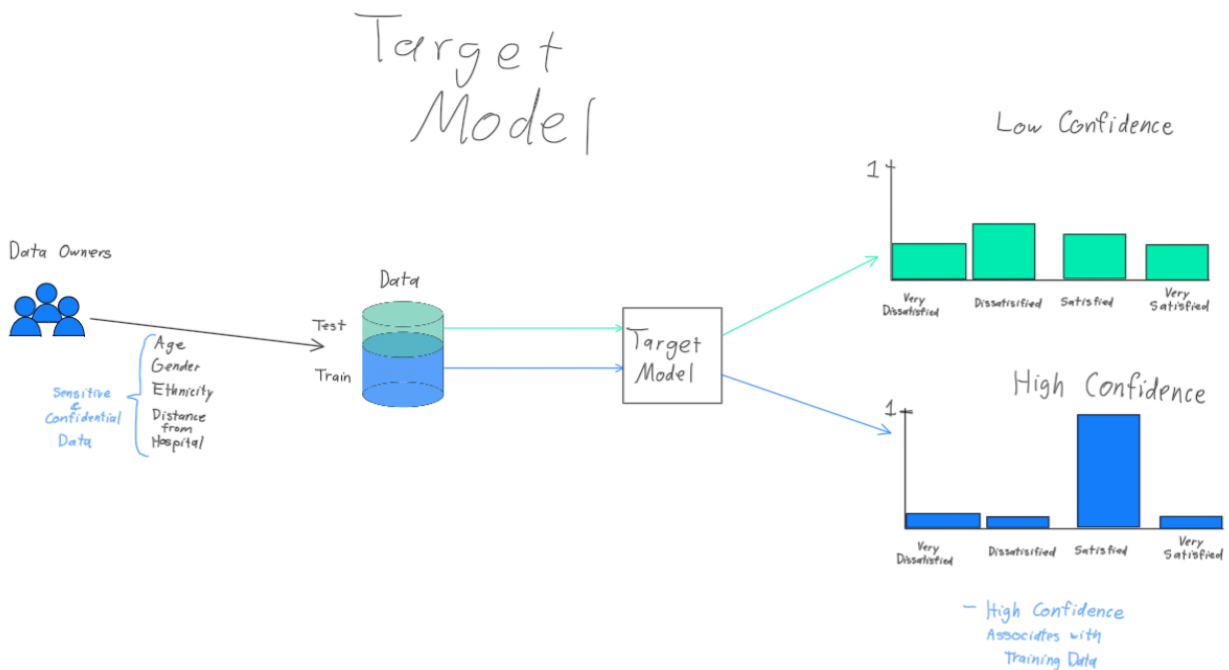 Target
Model
Data Owners
Age
Gender
Ethnicity
Distance
from
Hospital
Sensitive
&
Confidential
Data
Data
Test
Train
Target
Model
Low Confidence
1
Very
Dissatisfied
Dissatisified
Satisfied
Very
Satisfied
High Confidence
1
Very
Dissatisfied
Dissatisified
Satisfied
Very
Satisfied
- High Confidence
Associates with
Training Data